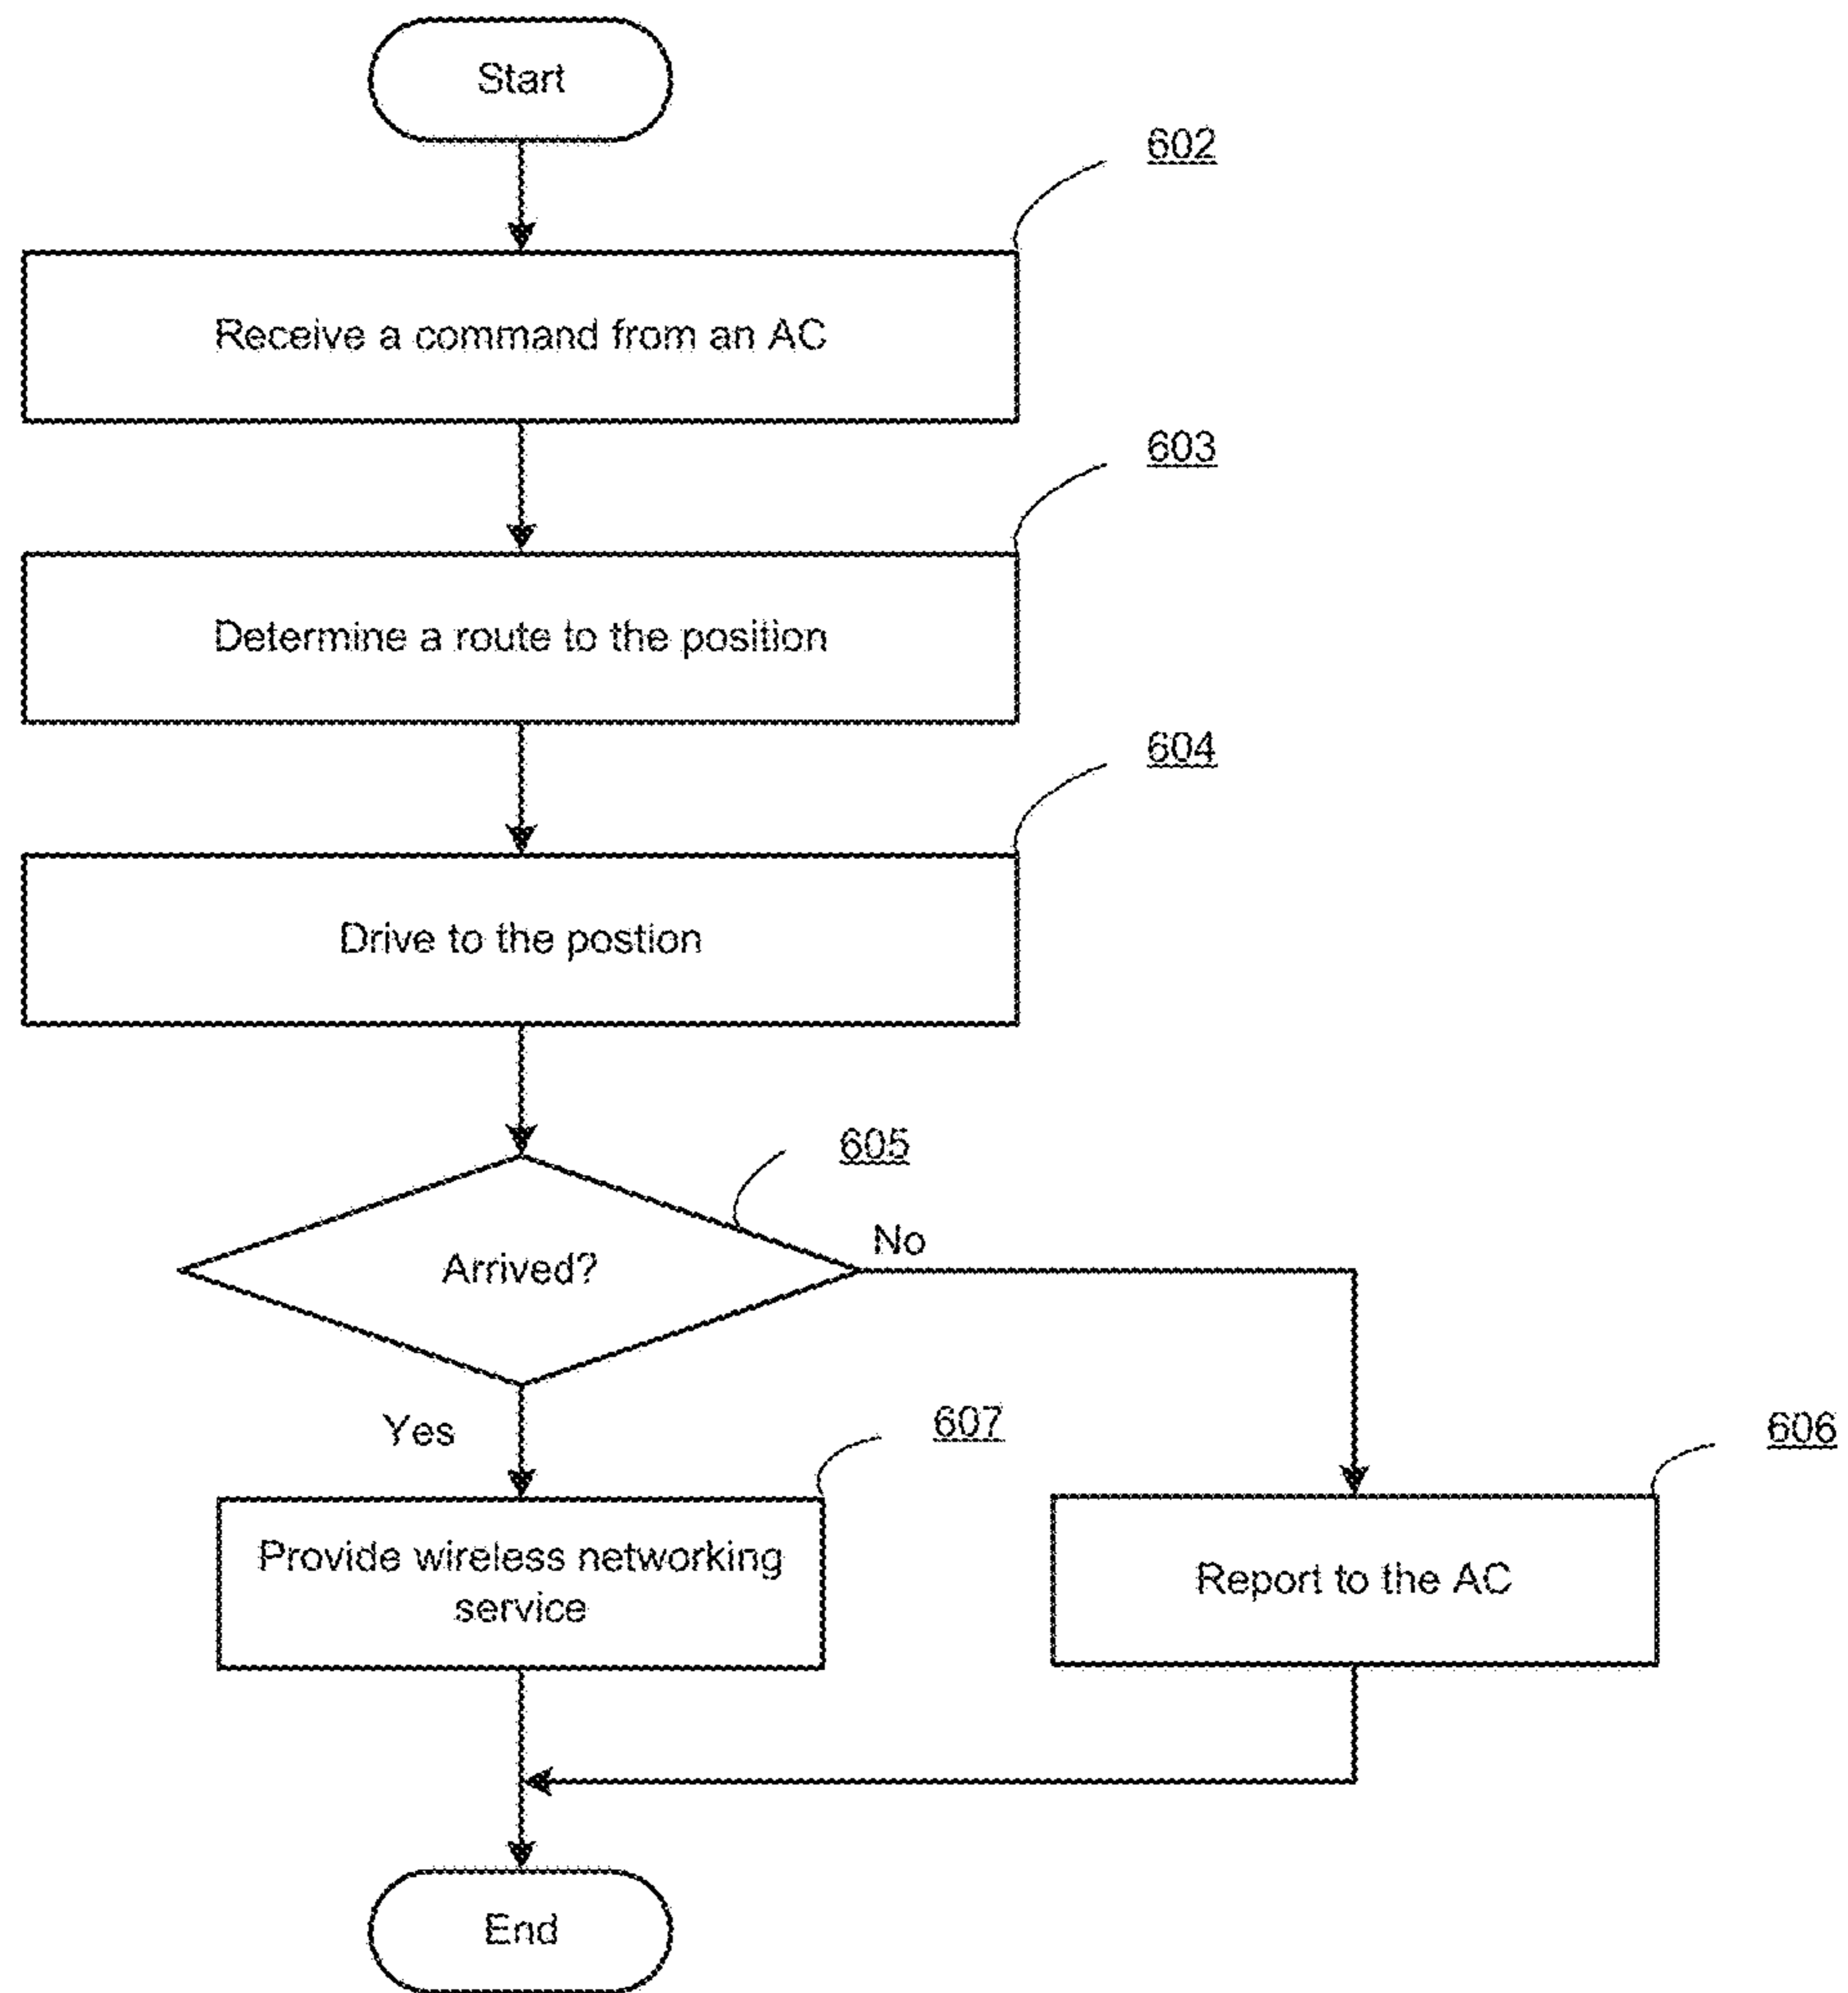 Start
602
Receive a command from an AC
603
Determine a route to the position
604
Drive to the postion
605
Arrived?
No
Yes
607
606
Provide wireless networking
service
Report to the AC
End